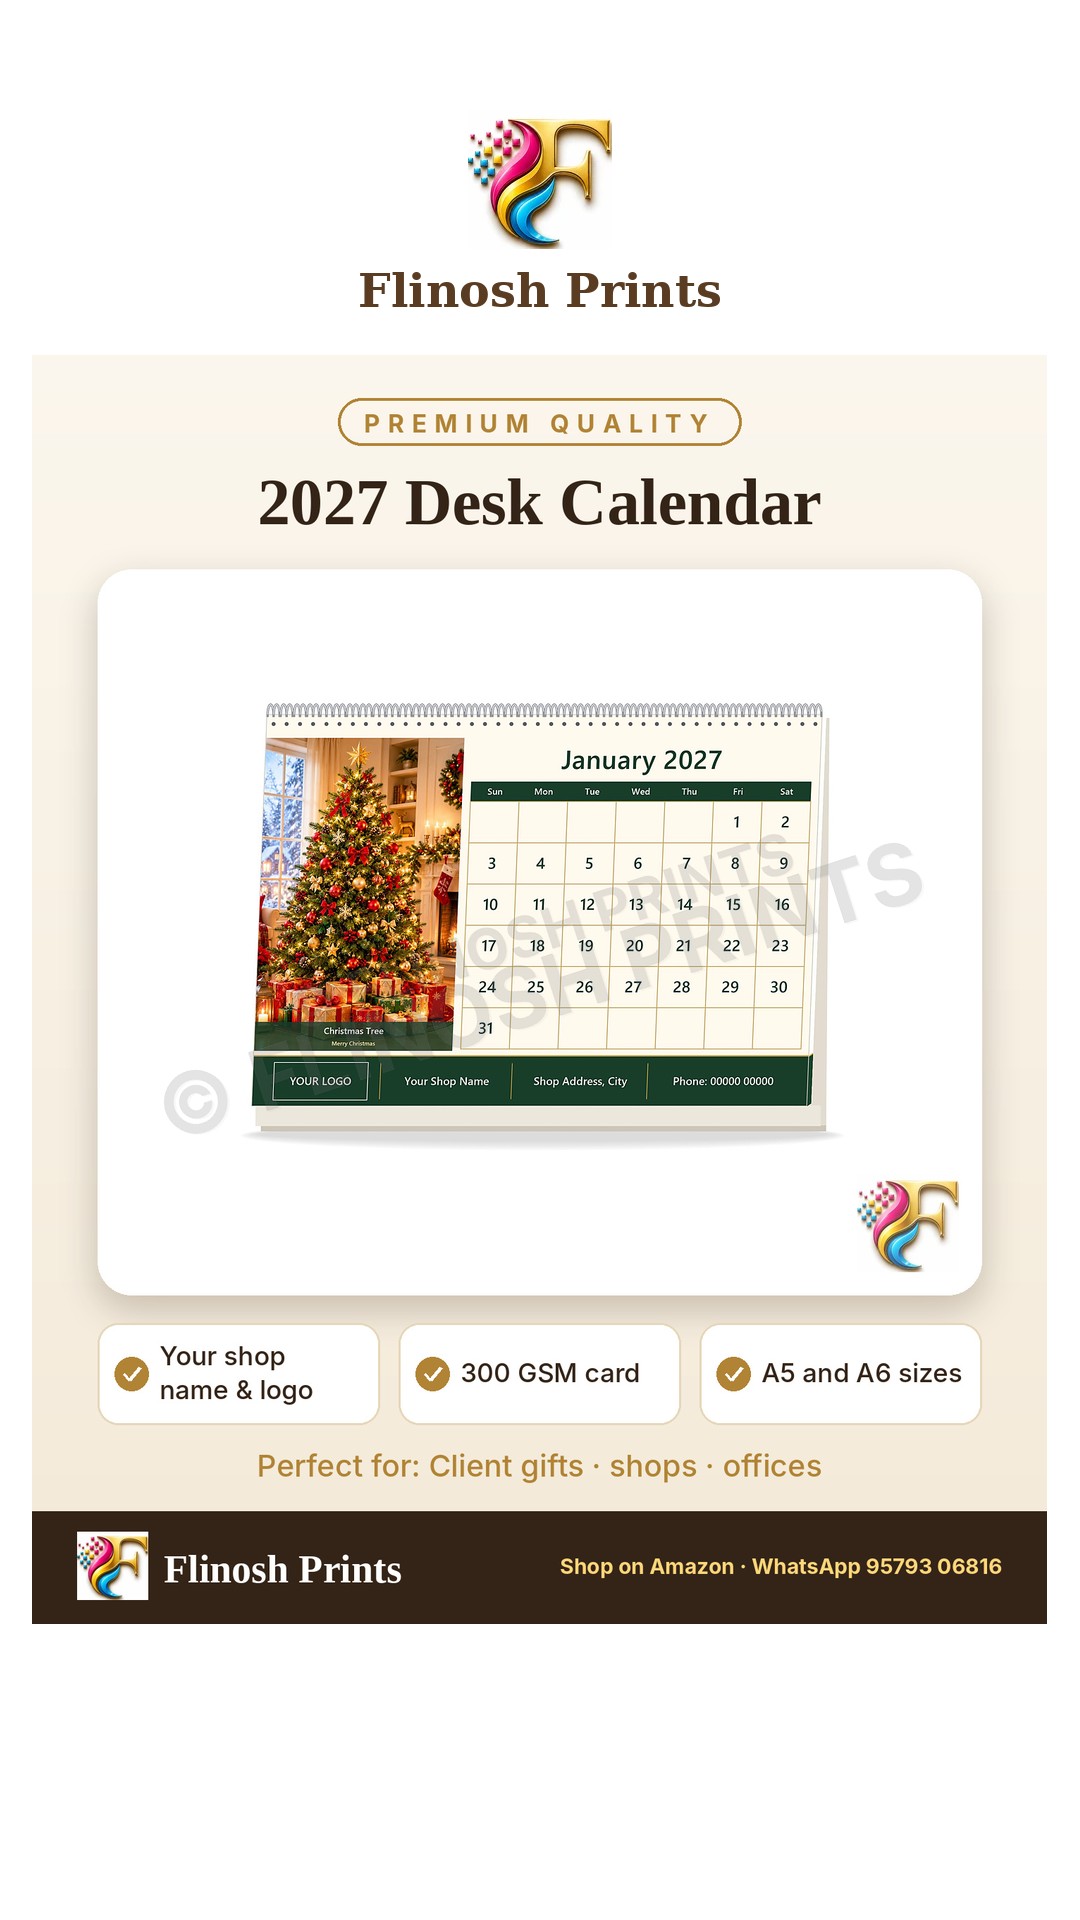 Flinosh Prints
PREMIUM QUALITY
2027 Desk Calendar
January 2027
Sun Mon Tue Wed Thu Fri Sat
1 2
3 4 5 6 7 8 9
10 11 12 13 14 15 16
17 18 19 20 21 22 23
24 25 26 27 28 29 30
31
Christmas Tree
Merry Christmas
YOUR LOGO Your Shop Name Shop Address, City Phone: 00000 00000
© FLINOSH PRINTS
Your shop
name & logo
300 GSM card
A5 and A6 sizes
Perfect for: Client gifts · shops · offices
Flinosh Prints
Shop on Amazon · WhatsApp 95793 06816